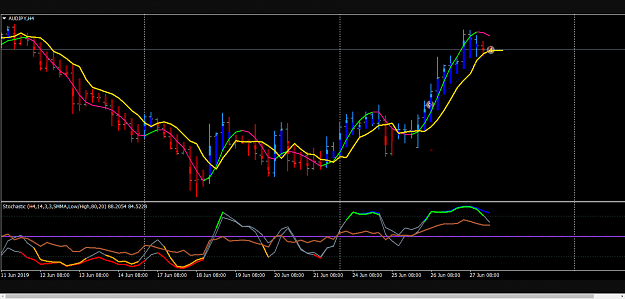 AUDJPY,H4
Stochastic (H4,14,3,3,SMMA,Low/High,80,20) 88.2054 84.5228
11 Jun 2019 12 Jun 08:00 13 Jun 08:00 14 Jun 08:00 17 Jun 08:00 18 Jun 08:00 19 Jun 08:00 20 Jun 08:00 21 Jun 08:00 24 Jun 08:00 25 Jun 08:00 26 Jun 08:00 27 Jun 08:00